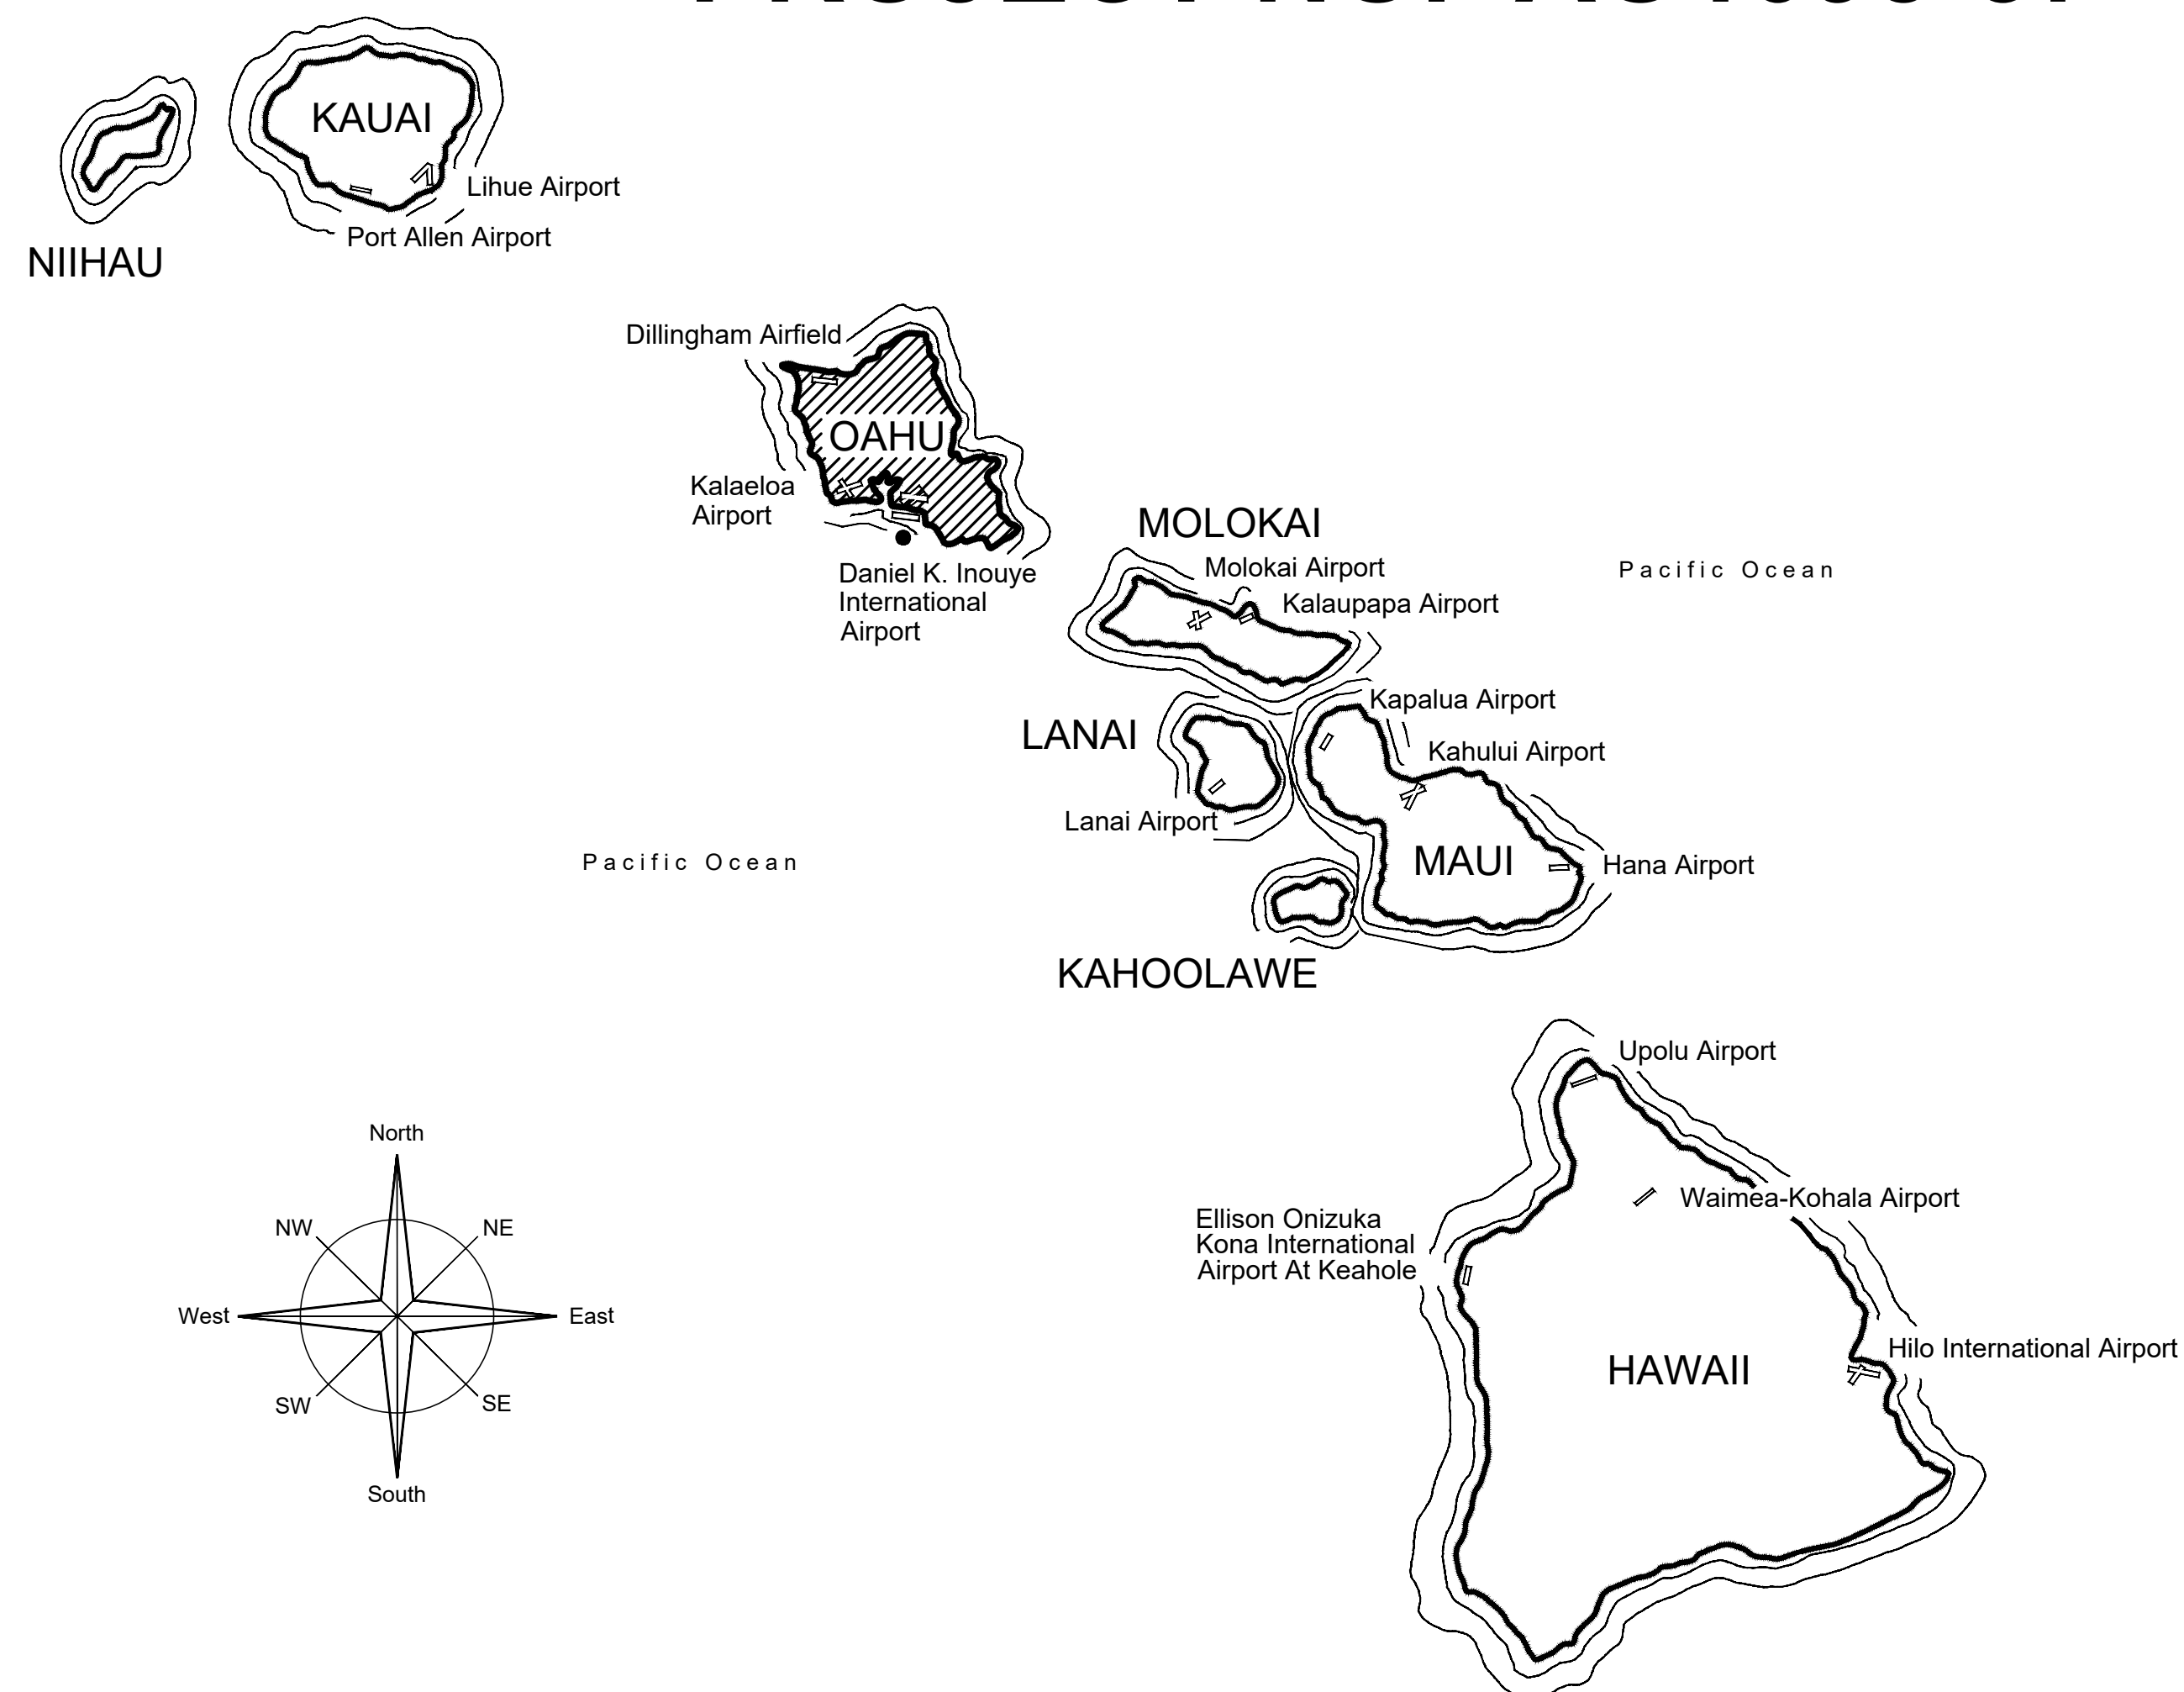 KAUAI
Lihue Airport
Port Allen Airport
NIIHAU
Dillingham Airfield
OAHU
Kalaeloa
Airport
Daniel K. Inouye
International
Airport
MOLOKAI
Molokai Airport
Kalaupapa Airport
Pacific Ocean
Kapalua Airport
LANAI
Kahului Airport
Lanai Airport
MAUI
Hana Airport
Pacific Ocean
KAHOOLAWE
Upolu Airport
Waimea-Kohala Airport
Ellison Onizuka
Kona International
Airport At Keahole
Hilo International Airport
HAWAII
North
NW
NE
West
East
SW
SE
South